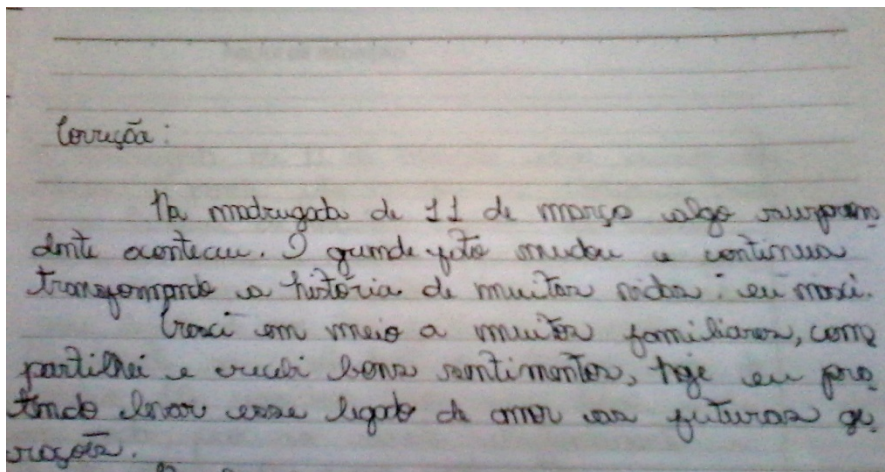 Correção:
Na madrugada de 11 de março algo surpreen
dente aconteceu. O grande fato mudou e continua
transformando a história de muitas vidas: eu nasci.
Cresci em meio a muitos familiares, com
partilhei e recebi bons sentimentos, hoje eu pre
tendo levar esse legado de amor as futuras ge
rações.